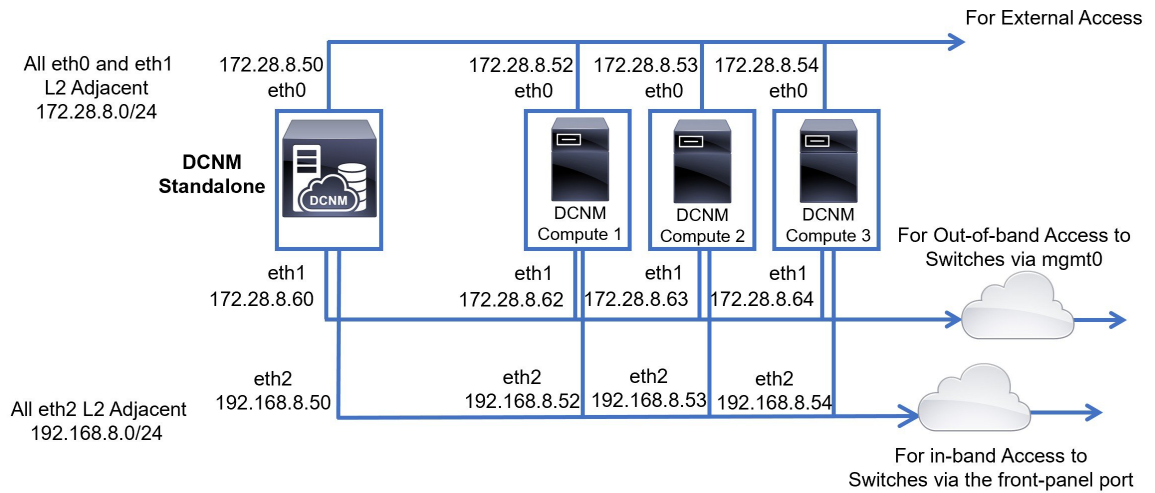 For External Access
All eth0 and eth1
L2 Adjacent
172.28.8.0/24
172.28.8.50
eth0
172.28.8.52
eth0
172.28.8.53
eth0
172.28.8.54
eth0
DCNM
Standalone
DCNM
DCNM
Compute 1
DCNM
Compute 2
DCNM
Compute 3
For Out-of-band Access to
Switches via mgmt0
eth1
172.28.8.60
eth1
172.28.8.62
eth1
172.28.8.63
eth1
172.28.8.64
eth2
192.168.8.50
eth2
192.168.8.52
eth2
192.168.8.53
eth2
192.168.8.54
All eth2 L2 Adjacent
192.168.8.0/24
For in-band Access to
Switches via the front-panel port